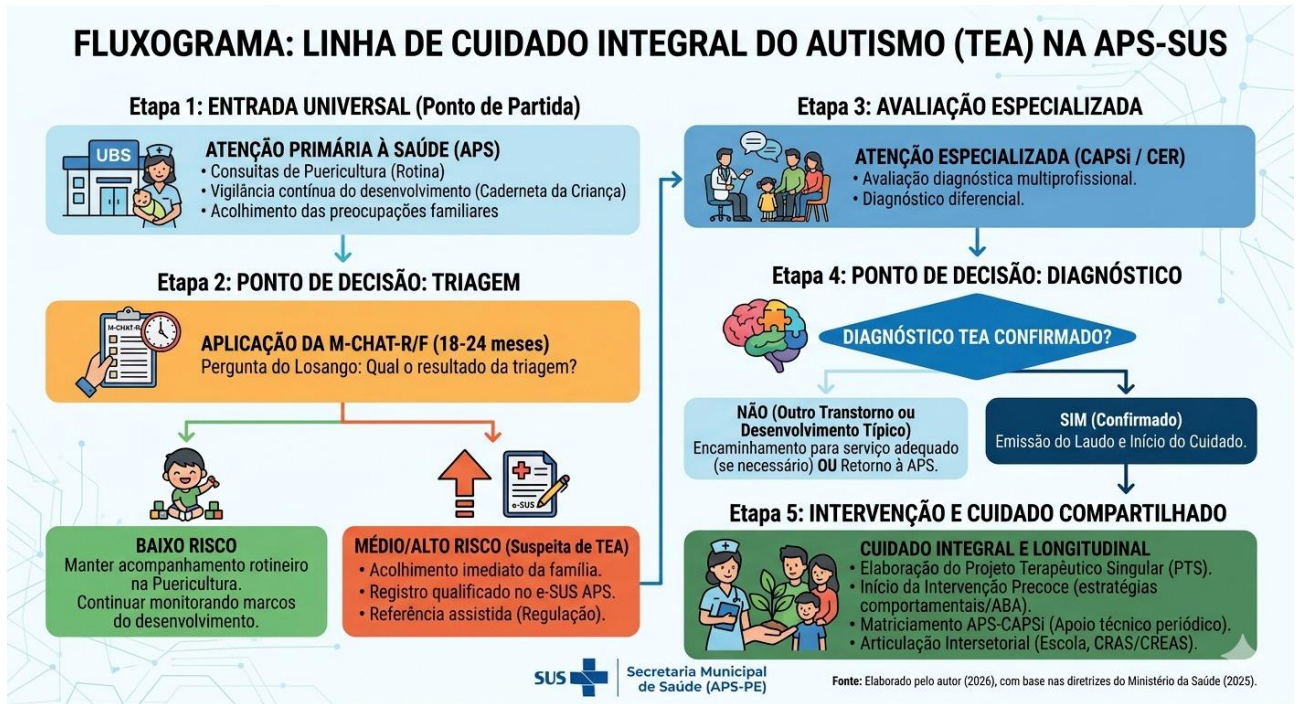 FLUXOGRAMA: LINHA DE CUIDADO INTEGRAL DO AUTISMO (TEA) NA APS-SUS
Etapa 1: ENTRADA UNIVERSAL (Ponto de Partida)
UBS
ATENÇÃO PRIMÁRIA À SAÚDE (APS)
• Consultas de Puericultura (Rotina)
• Vigilância contínua do desenvolvimento (Caderneta da Criança)
• Acolhimento das preocupações familiares
Etapa 2: PONTO DE DECISÃO: TRIAGEM
M-CHAT-R
APLICAÇÃO DA M-CHAT-R/F (18-24 meses)
Pergunta do Losango: Qual o resultado da triagem?
BAIXO RISCO
Manter acompanhamento rotineiro
na Puericultura.
Continuar monitorando marcos
do desenvolvimento.
e-SUS
MÉDIO/ALTO RISCO (Suspeita de TEA)
• Acolhimento imediato da família.
• Registro qualificado no e-SUS APS.
• Referência assistida (Regulação).
Etapa 3: AVALIAÇÃO ESPECIALIZADA
ATENÇÃO ESPECIALIZADA (CAPSi / CER)
• Avaliação diagnóstica multiprofissional.
• Diagnóstico diferencial.
Etapa 4: PONTO DE DECISÃO: DIAGNÓSTICO
DIAGNÓSTICO TEA CONFIRMADO?
NÃO (Outro Transtorno ou
Desenvolvimento Típico)
Encaminhamento para serviço adequado
(se necessário) OU Retorno à APS.
SIM (Confirmado)
Emissão do Laudo e Início do Cuidado.
Etapa 5: INTERVENÇÃO E CUIDADO COMPARTILHADO
CUIDADO INTEGRAL E LONGITUDINAL
• Elaboração do Projeto Terapêutico Singular (PTS).
• Início da Intervenção Precoce (estratégias
comportamentais/ABA).
• Matriciamento APS-CAPSi (Apoio técnico periódico).
• Articulação Intersetorial (Escola, CRAS/CREAS).
SUS
Secretaria Municipal
de Saúde (APS-PE)
Fonte: Elaborado pelo autor (2026), com base nas diretrizes do Ministério da Saúde (2025).